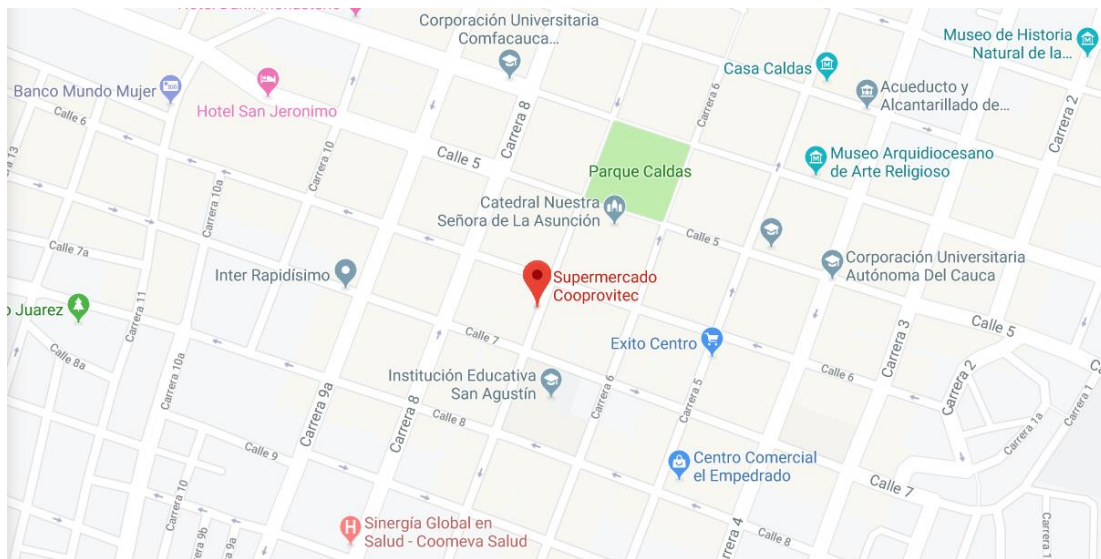 Corporación Universitaria
Comfacauca...
Museo de Historia
Natural de la...
Casa Caldas
Carrera 6
Banco Mundo Mujer
Hotel San Jeronimo
Acueducto y
Alcantarillado de...
Carrera 2
Calle 6
Carrera 8
Calle 5
Carrera 10
13
Parque Caldas
Museo Arquidiocesano
de Arte Religioso
Carrera 10a
Catedral Nuestra
Señora de La Asunción
Calle 5
Calle 7a
Inter Rapidísimo
Supermercado
Cooprovitec
Corporación Universitaria
Autónoma Del Cauca
Carrera 11
o Juarez
Calle 5
Carrera 3
Calle 7
Exito Centro
Calle 8a
Carrera 10a
Institución Educativa
San Agustín
Calle 6
Carrera 2
Carrera 1
Carrera 9a
Carrera 8
Carrera 6
Carrera 5
Calle 8
Carrera 1a
Calle 9
Centro Comercial
el Empedrado
Calle 7
Carrera 10
Sinergía Global en
Salud - Coomeva Salud
Carrera 4
Calle 8
9b
9a